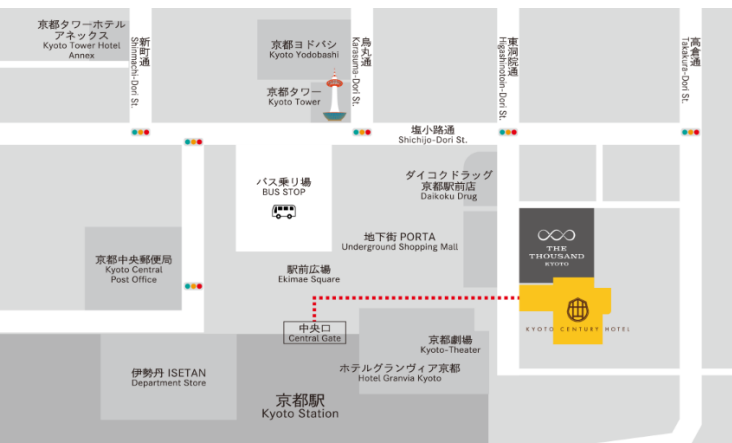 京都タワーホテル
アネックス
Kyoto Tower Hotel
Annex
新町通
Shinmachi-Dori St.
京都ヨドバシ
Kyoto Yodobashi
烏丸通
Karasuma-Dori St.
東洞院通
Higashinotoin-Dori St.
高倉通
Takakura-Dori St.
京都タワー
Kyoto Tower
塩小路通
Shichijo-Dori St.
バス乗り場
BUS STOP
ダイコクドラッグ
京都駅前店
Daikoku Drug
地下街 PORTA
Underground Shopping Mall
THE
THOUSAND
KYOTO
京都中央郵便局
Kyoto Central
Post Office
駅前広場
Ekimae Square
KYOTO CENTURY HOTEL
中央口
Central Gate
京都劇場
Kyoto-Theater
伊勢丹 ISETAN
Department Store
ホテルグランヴィア京都
Hotel Granvia Kyoto
京都駅
Kyoto Station